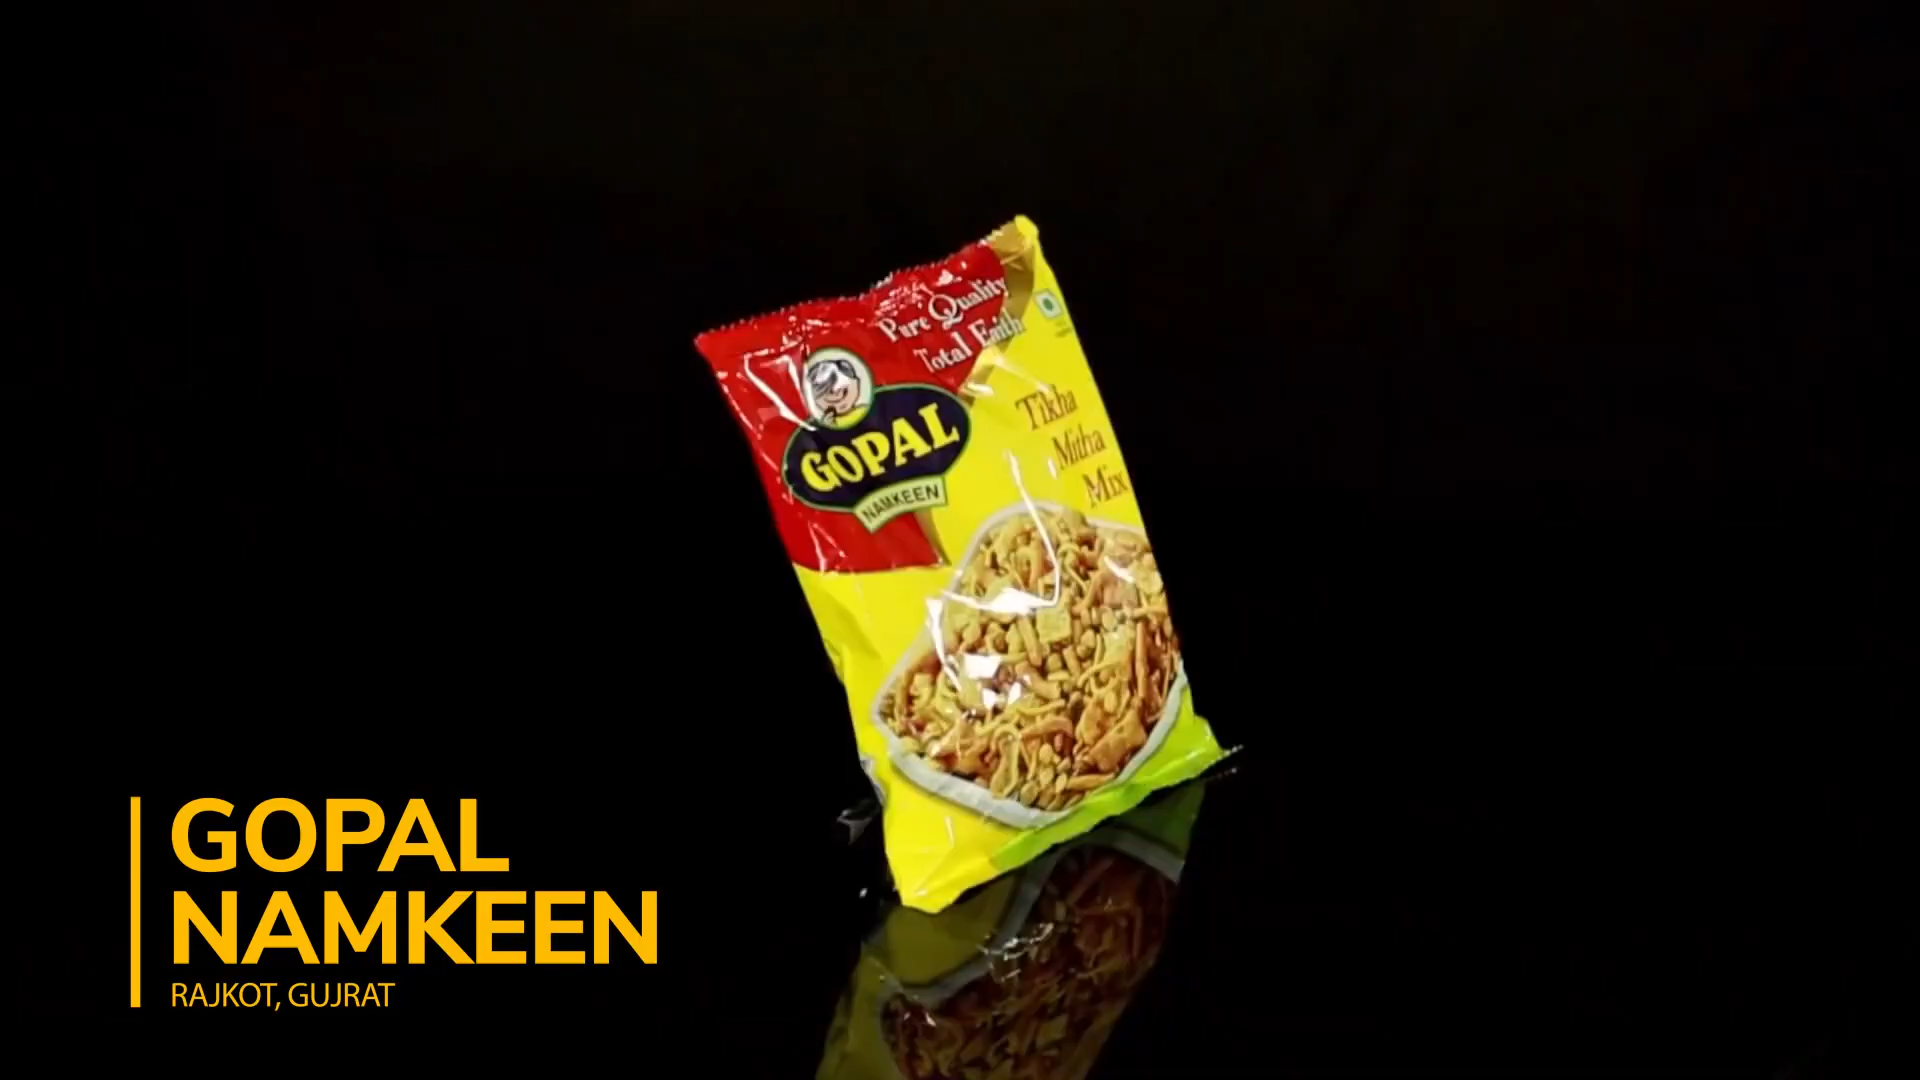 Pure Quality
Total Faith
GOPAL
NAMKEEN
Tikha
Mitha
Mix
GOPAL
NAMKEEN
RAJKOT, GUJRAT